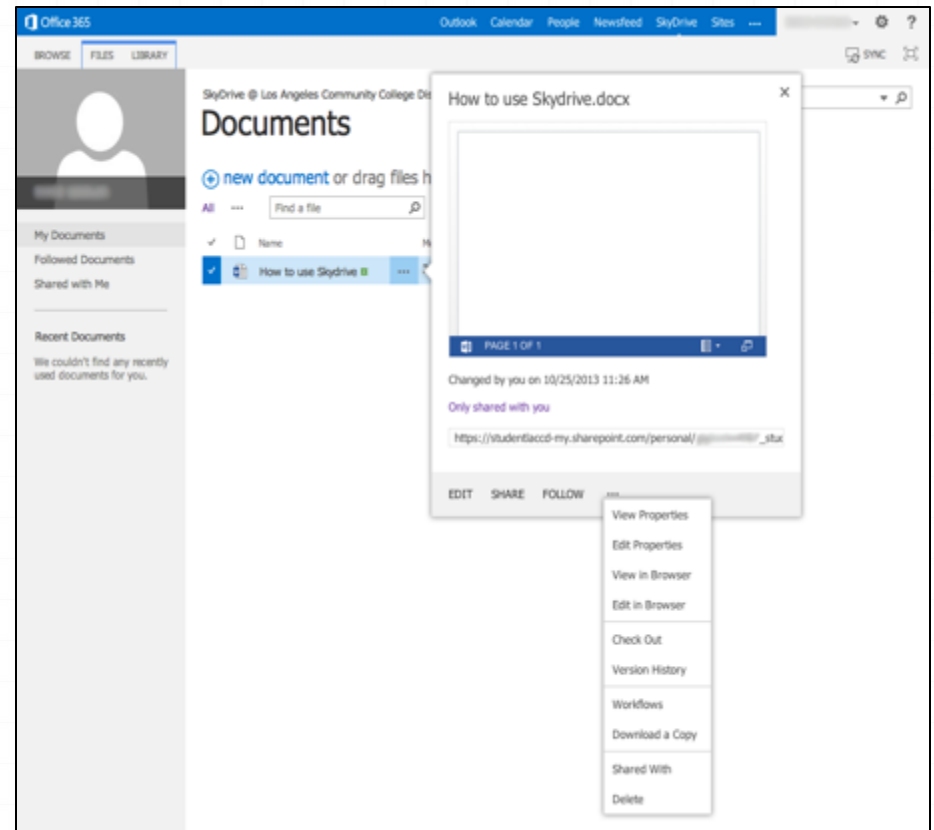 Office 365
Outlook Calendar People Newsfeed SkyDrive Sites ... ?
BROWSE FILES LIBRARY
SYNC
SkyDrive @ Los Angeles Community College Dis
Documents
new document or drag files h
All ... Find a file
Name
How to use Skydrive ...
My Documents
Followed Documents
Shared with Me
Recent Documents
We couldn't find any recently
used documents for you.
How to use Skydrive.docx
PAGE 1 OF 1
Changed by you on 10/25/2013 11:26 AM
Only shared with you
https://studentlaccd-my.sharepoint.com/personal/ _stuc
EDIT SHARE FOLLOW ...
View Properties
Edit Properties
View in Browser
Edit in Browser
Check Out
Version History
Workflows
Download a Copy
Shared With
Delete